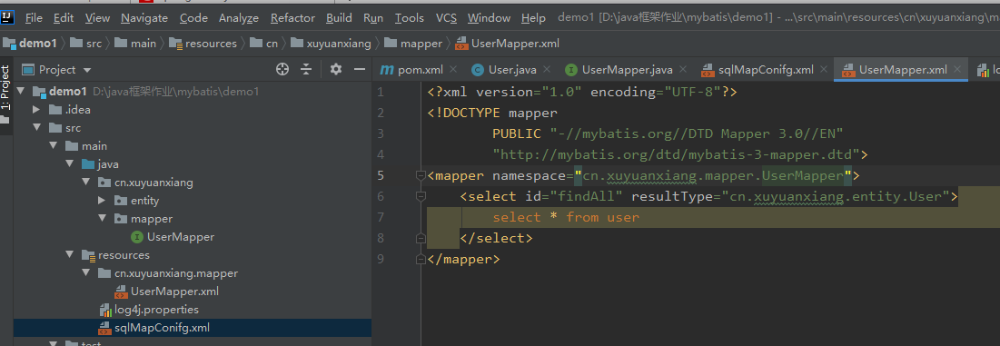 File Edit View Navigate Code Analyze Refactor Build Run Tools VCS Window Help demo1 [D:\java框架作业\mybatis\demo1] - ...\src\main\resources\cn\xuyuanxiang\m
demo1 src main resources cn xuyuanxiang mapper UserMapper.xml
1: Project
Project
demo1 D:\java框架作业\mybatis\demo1
.idea
src
main
java
cn.xuyuanxiang
entity
mapper
UserMapper
resources
cn.xuyuanxiang.mapper
UserMapper.xml
log4j.properties
sqlMapConifg.xml
pom.xml User.java UserMapper.java sqlMapConifg.xml UserMapper.xml
1 <?xml version="1.0" encoding="UTF-8"?>
2 <!DOCTYPE mapper
3 PUBLIC "-//mybatis.org//DTD Mapper 3.0//EN"
4 "http://mybatis.org/dtd/mybatis-3-mapper.dtd">
5 <mapper namespace="cn.xuyuanxiang.mapper.UserMapper">
6 <select id="findAll" resultType="cn.xuyuanxiang.entity.User">
7 select * from user
8 </select>
9 </mapper>